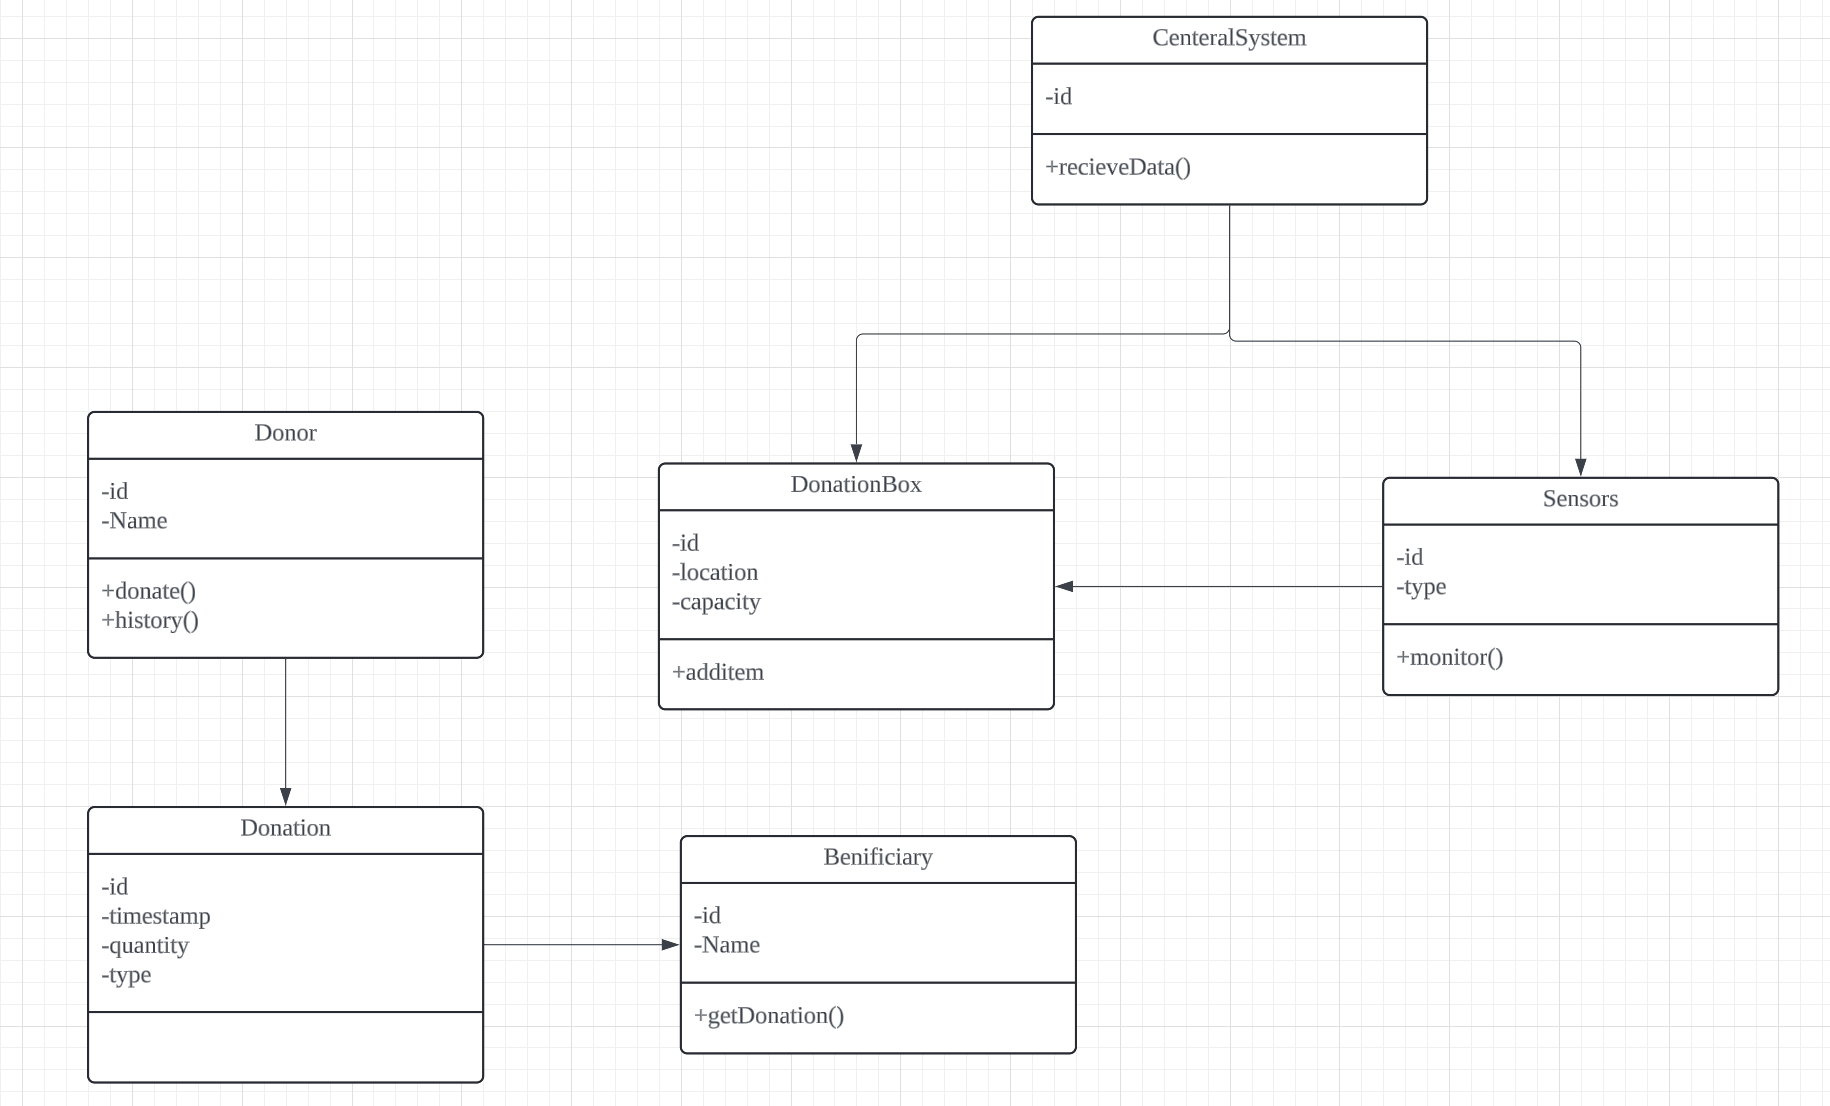 CenteralSystem
-id
+recieveData()
Donor
-id
-Name
+donate()
+history()
DonationBox
-id
-location
-capacity
+additem
Sensors
-id
-type
+monitor()
Donation
-id
-timestamp
-quantity
-type
Benificiary
-id
-Name
+getDonation()